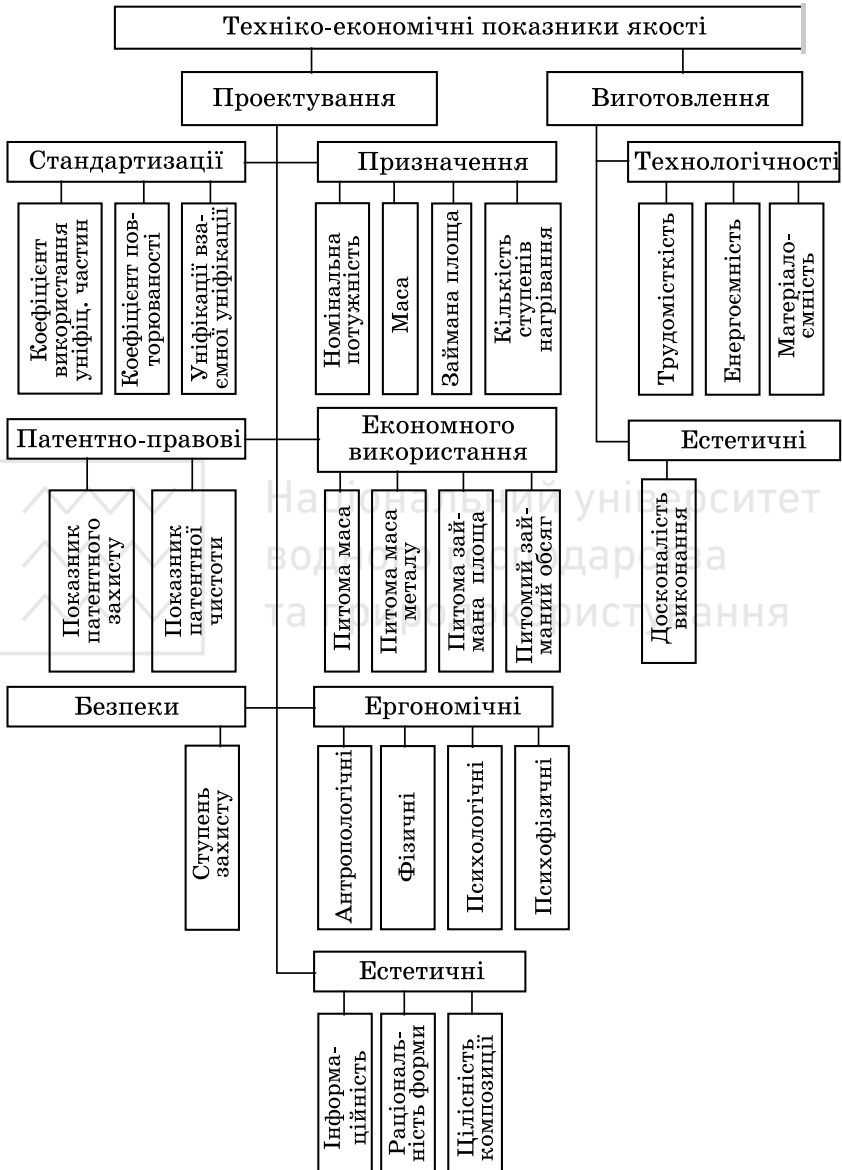 Техніко-економічні показники якості
Проектування
Виготовлення
Стандартизації
Призначення
Технологічності
Коефіцієнт
використання
уніфіц. частин
Коефіцієнт пов-
торюваності
Уніфікації вза-
ємної уніфікації
Номінальна
потужність
Маса
Займана площа
Кількість
ступенів
нагрівання
Трудомісткість
Енергоємність
Матеріало-
ємність
Патентно-правові
Економного
використання
Естетичні
Показник
патентного
захисту
Показник
патентної
чистоти
Питома маса
Питома маса
металу
Питома зай-
мана площа
Питомий зай-
маний обсяг
Досконалість
виконання
Національний університет
водного господарства
та природокористування
Безпеки
Ергономічні
Ступень
захисту
Антропологічні
Фізичні
Психологічні
Психофізичні
Естетичні
Інформа-
ційність
Раціональ-
ність форми
Цілісність
композиції